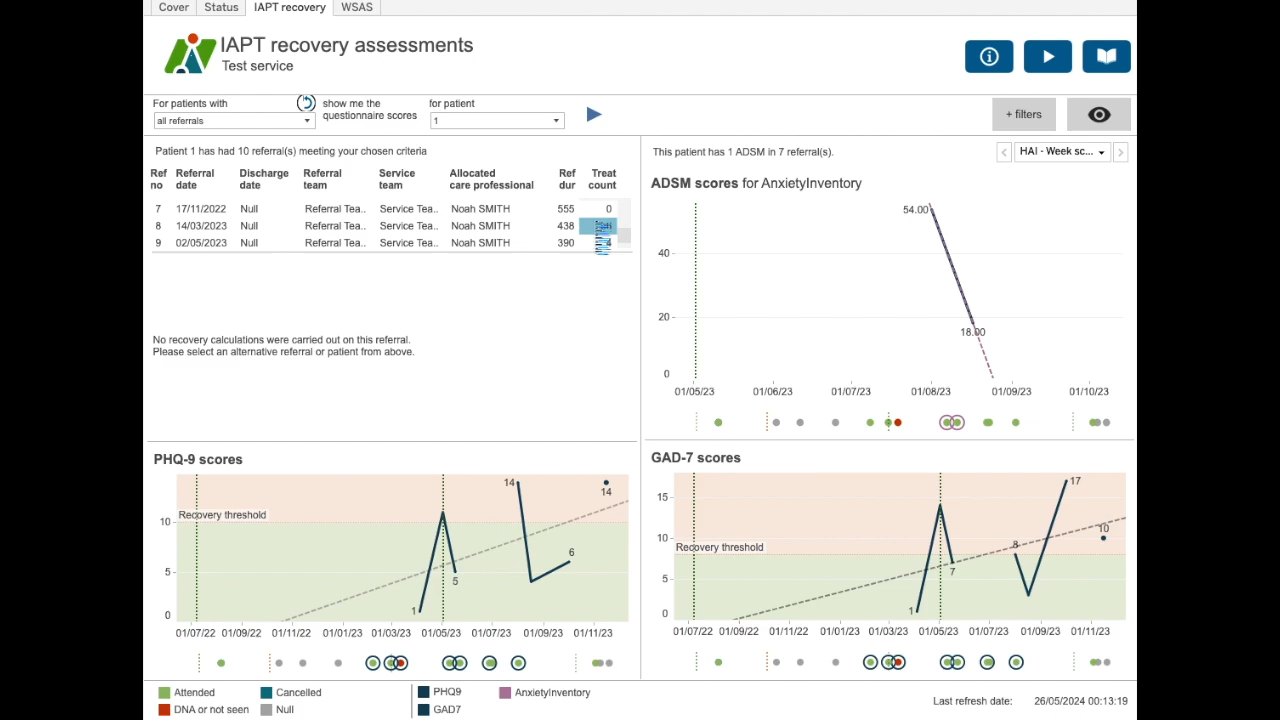 Cover Status IAPT recovery WSAS
IAPT recovery assessments
Test service
For patients with
all referrals
show me the
questionnaire scores
for patient
1
+ filters
Patient 1 has had 10 referral(s) meeting your chosen criteria
Ref no Referral date Discharge date Referral team Service team Allocated care professional Ref dur Treat count
7 17/11/2022 Null Referral Tea.. Service Tea.. Noah SMITH 555 0
8 14/03/2023 Null Referral Tea.. Service Tea.. Noah SMITH 438
9 02/05/2023 Null Referral Tea.. Service Tea.. Noah SMITH 390
No recovery calculations were carried out on this referral.
Please select an alternative referral or patient from above.
This patient has 1 ADSM in 7 referral(s).
HAI - Week sc...
ADSM scores for AnxietyInventory
54.00
40
20
18.00
0
01/05/23 01/06/23 01/07/23 01/08/23 01/09/23 01/10/23
PHQ-9 scores
14
14
Recovery threshold
10
6
5
5
1
0
01/07/22 01/09/22 01/11/22 01/01/23 01/03/23 01/05/23 01/07/23 01/09/23 01/11/23
GAD-7 scores
17
15
10
10
8
Recovery threshold
7
5
1
0
01/07/22 01/09/22 01/11/22 01/01/23 01/03/23 01/05/23 01/07/23 01/09/23 01/11/23
Attended Cancelled PHQ9 AnxietyInventory
DNA or not seen Null GAD7
Last refresh date: 26/05/2024 00:13:19